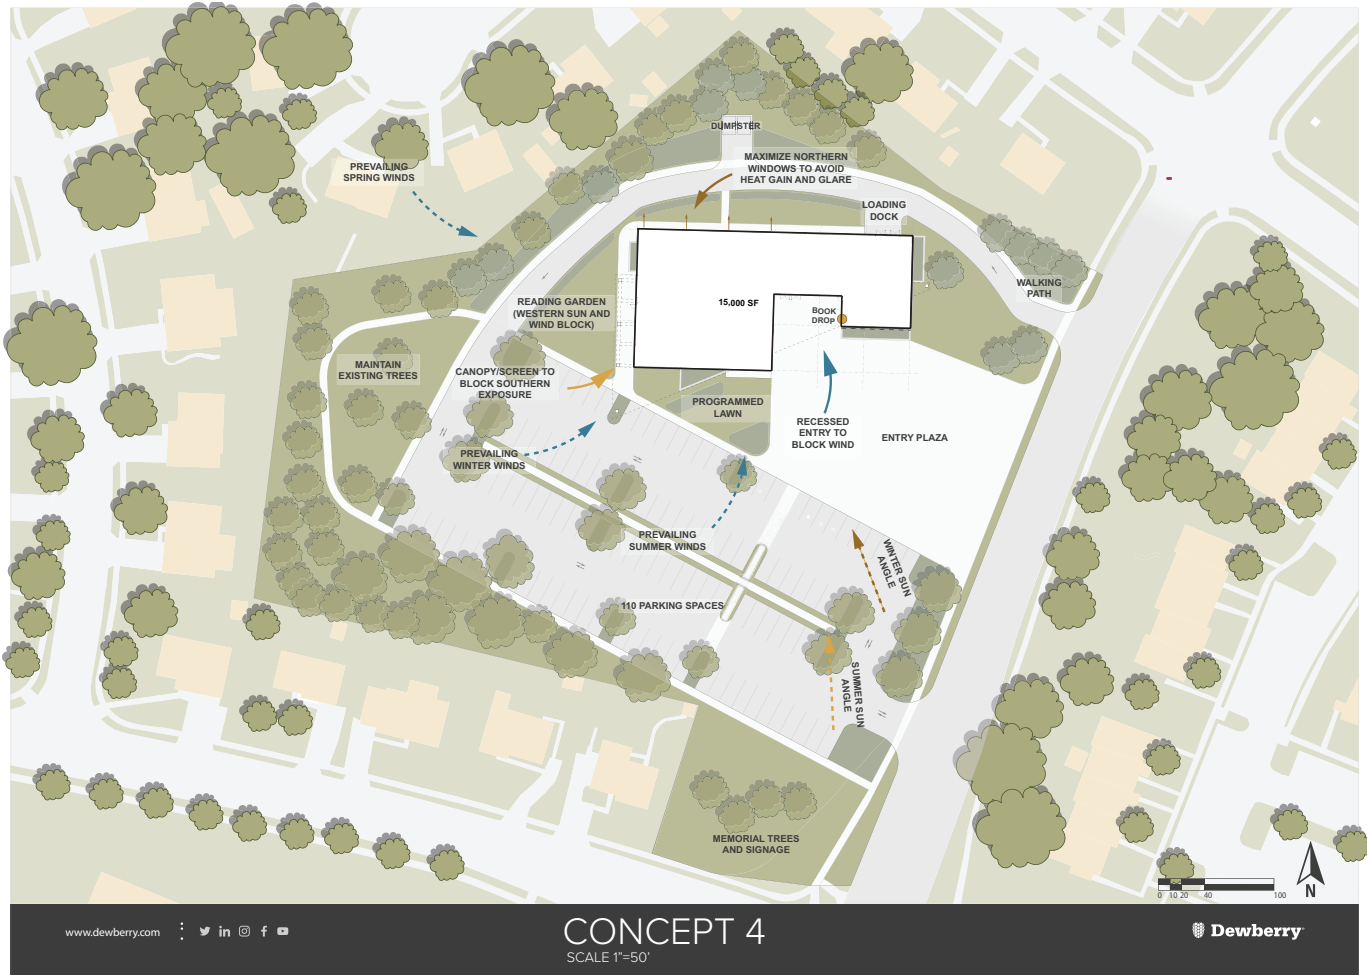 DUMPSTER
PREVAILING
SPRING WINDS
MAXIMIZE NORTHERN
WINDOWS TO AVOID
HEAT GAIN AND GLARE
LOADING
DOCK
WALKING
PATH
READING GARDEN
(WESTERN SUN AND
WIND BLOCK)
15,000 SF
BOOK
DROP
MAINTAIN
EXISTING TREES
CANOPY/SCREEN TO
BLOCK SOUTHERN
EXPOSURE
PROGRAMMED
LAWN
RECESSED
ENTRY TO
BLOCK WIND
ENTRY PLAZA
PREVAILING
WINTER WINDS
PREVAILING
SUMMER WINDS
WINTER SUN
ANGLE
110 PARKING SPACES
SUMMER SUN
ANGLE
MEMORIAL TREES
AND SIGNAGE
0 10 20 40 100
N
www.dewberry.com
CONCEPT 4
SCALE 1"=50'
Dewberry